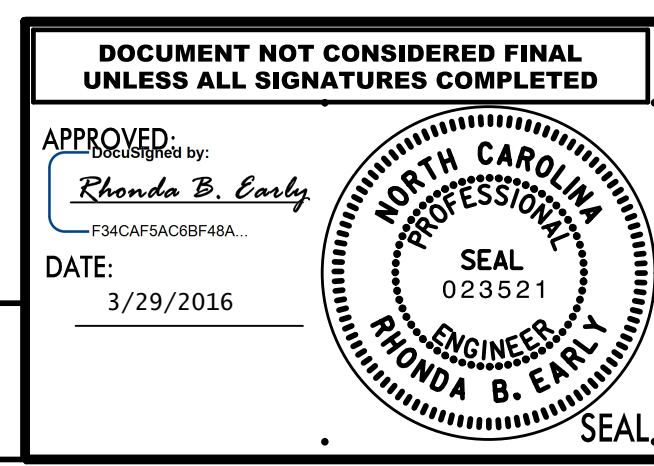 DOCUMENT NOT CONSIDERED FINAL
UNLESS ALL SIGNATURES COMPLETED
APPROVED:
DocuSigned by:
Rhonda B. Early
F34CAF5AC6BF48A...
DATE:
3/29/2016
NORTH CAROLINA
PROFESSIONAL
SEAL
023521
ENGINEER
RHONDA B. EARLY
SEAL